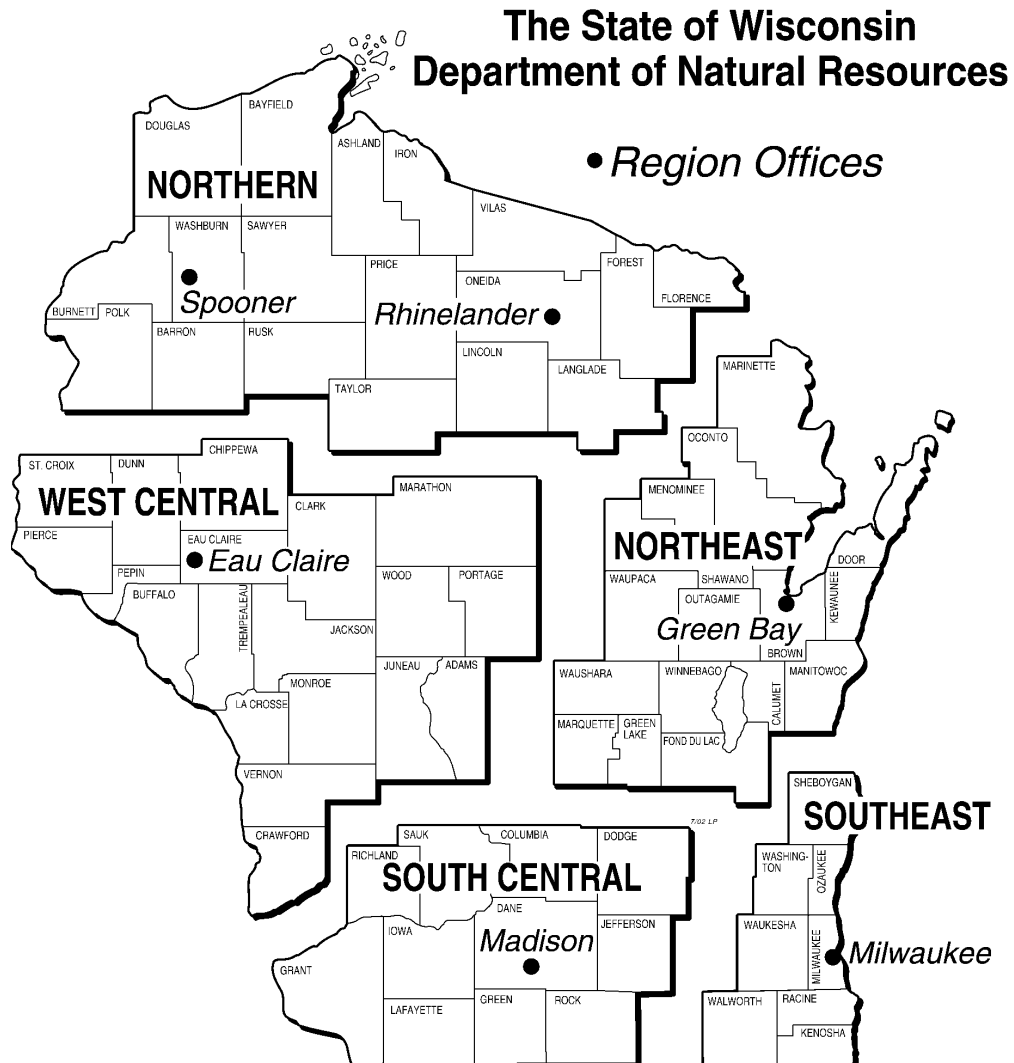 The State of Wisconsin
Department of Natural Resources
Region Offices
BAYFIELD
DOUGLAS
ASHLAND
IRON
NORTHERN
VILAS
WASHBURN
SAWYER
PRICE
FOREST
ONEIDA
FLORENCE
Spooner
BURNETT
POLK
Rhinelander
BARRON
RUSK
LINCOLN
LANGLADE
TAYLOR
MARINETTE
OCONTO
CHIPPEWA
ST. CROIX
DUNN
WEST CENTRAL
MARATHON
MENOMINEE
CLARK
PIERCE
EAU CLAIRE
Eau Claire
NORTHEAST
DOOR
PEPIN
WOOD
PORTAGE
WAUPACA
SHAWANO
BUFFALO
TREMPEALEAU
OUTAGAMIE
KEWAUNEE
Green Bay
JACKSON
BROWN
JUNEAU
ADAMS
WAUSHARA
WINNEBAGO
MANITOWOC
MONROE
CALUMET
LA CROSSE
MARQUETTE
GREEN
LAKE
FOND DU LAC
VERNON
SHEBOYGAN
SOUTHEAST
7/02 LP
CRAWFORD
SAUK
COLUMBIA
DODGE
RICHLAND
WASHING-
TON
OZAUKEE
SOUTH CENTRAL
DANE
JEFFERSON
WAUKESHA
IOWA
Madison
MILWAUKEE
Milwaukee
GRANT
LAFAYETTE
GREEN
ROCK
WALWORTH
RACINE
KENOSHA